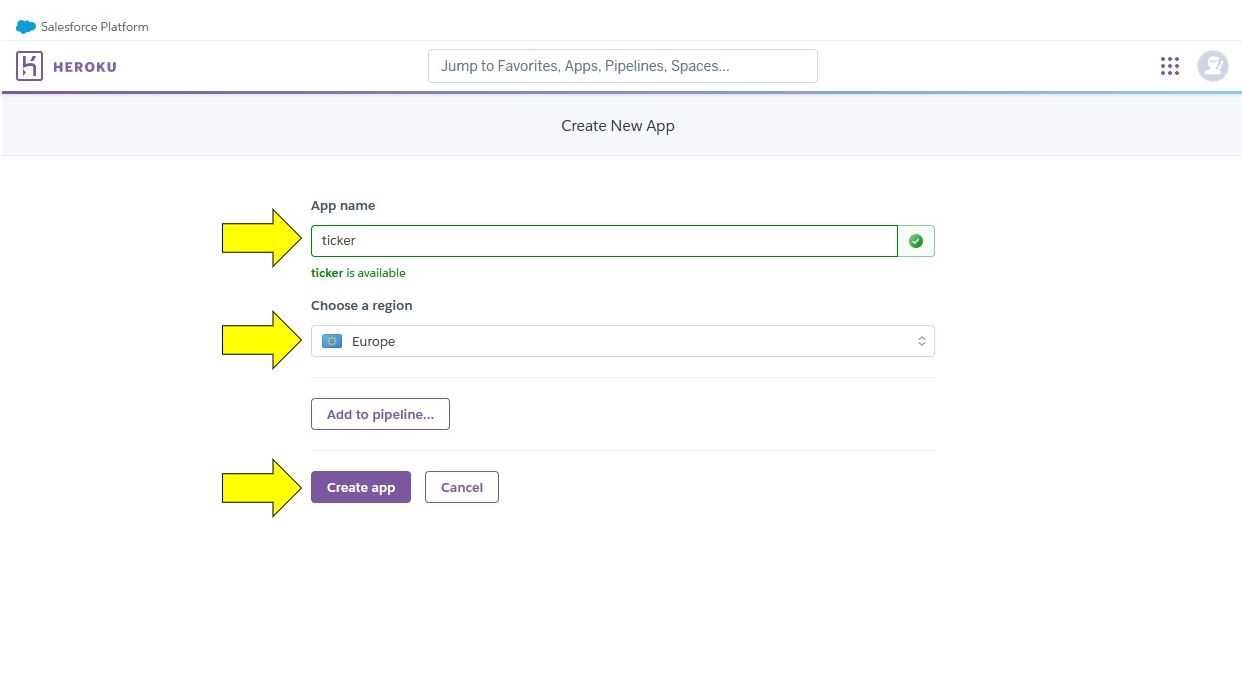 Salesforce Platform
HEROKU
Jump to Favorites, Apps, Pipelines, Spaces...
Create New App
App name
ticker
ticker is available
Choose a region
Europe
Add to pipeline...
Create app
Cancel